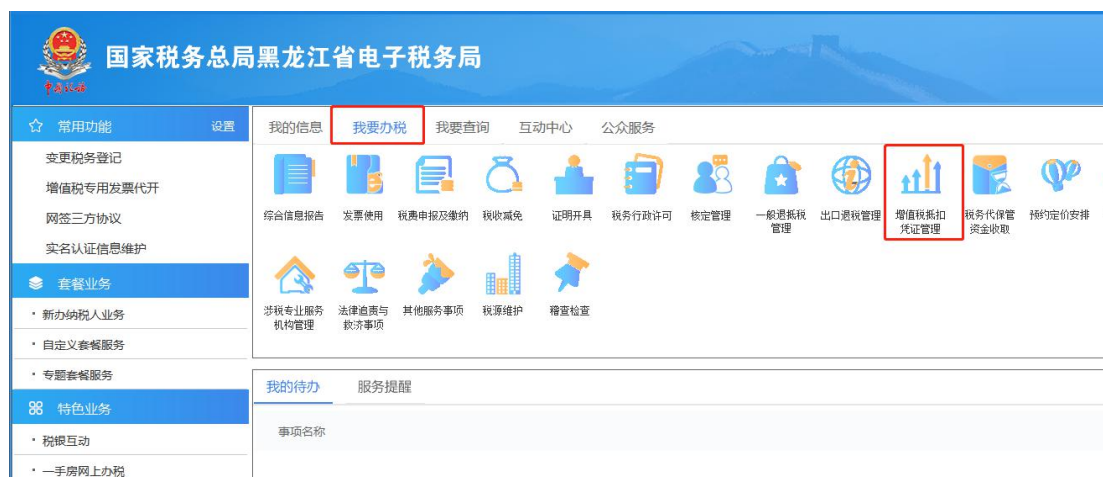 国家税务总局黑龙江省电子税务局
中国税务
常用功能 设置
变更税务登记
增值税专用发票代开
网签三方协议
实名认证信息维护
套餐业务
· 新办纳税人业务
· 自定义套餐服务
· 专题套餐服务
特色业务
· 税银互动
· 一手房网上办税
我的信息 我要办税 我要查询 互动中心 公众服务
综合信息报告 发票使用 税费申报及缴纳 税收减免 证明开具 税务行政许可 核定管理 一般退抵税 出口退税管理 增值税抵扣 税务代保管 预约定价安排
管理 凭证管理 资金收取
涉税专业服务 法律追责与 其他服务事项 税源维护 稽查检查
机构管理 救济事项
我的待办 服务提醒
事项名称